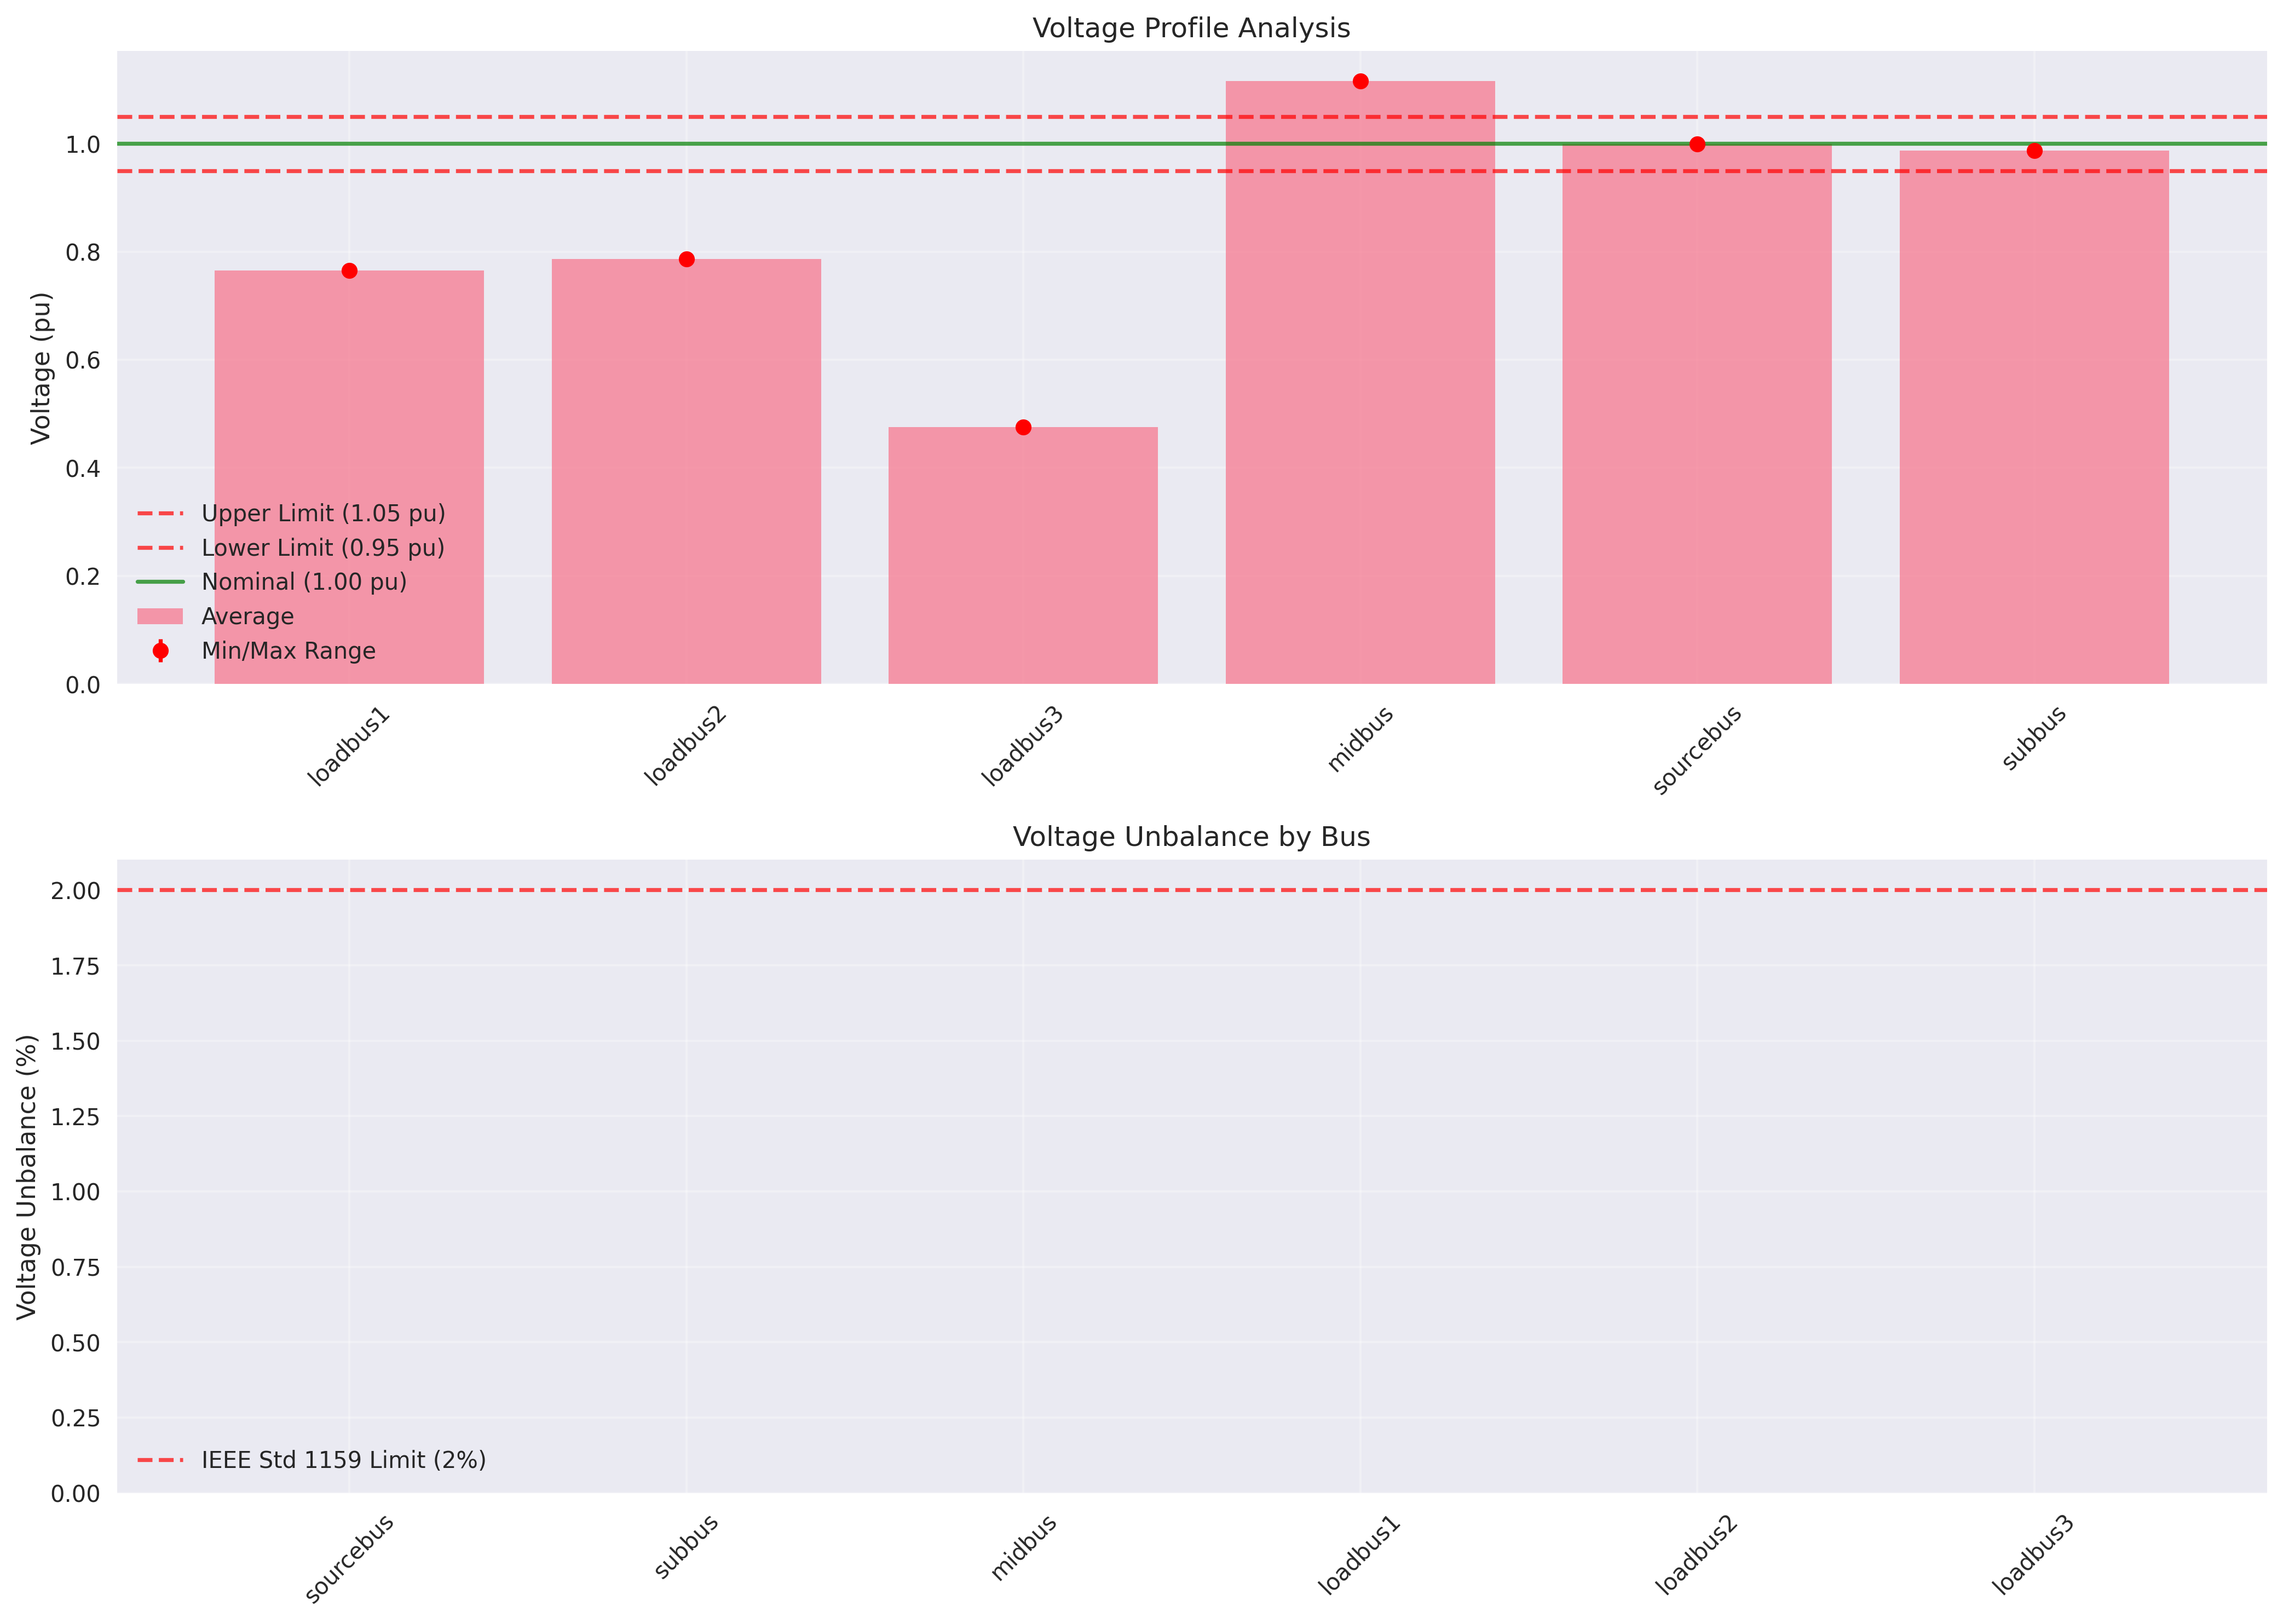 Voltage Profile Analysis
Voltage (pu)
1.0
0.8
0.6
0.4
0.2
0.0
Upper Limit (1.05 pu)
Lower Limit (0.95 pu)
Nominal (1.00 pu)
Average
Min/Max Range
loadbus1
loadbus2
loadbus3
midbus
sourcebus
subbus
Voltage Unbalance by Bus
Voltage Unbalance (%)
2.00
1.75
1.50
1.25
1.00
0.75
0.50
0.25
0.00
IEEE Std 1159 Limit (2%)
sourcebus
subbus
midbus
loadbus1
loadbus2
loadbus3